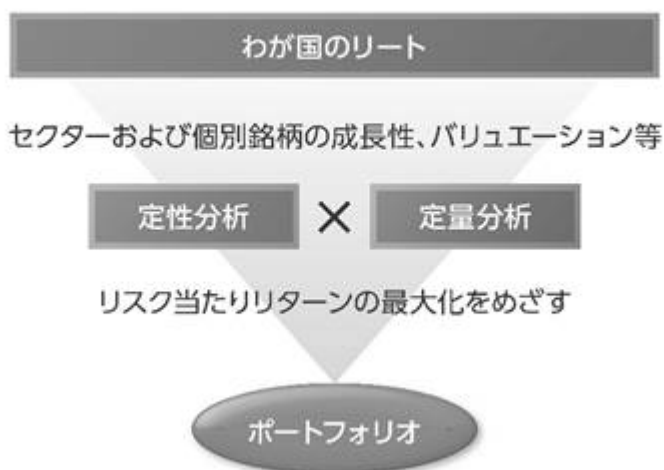 わが国のリート
セクターおよび個別銘柄の成長性、バリュエーション等
定性分析 × 定量分析
リスク当たりリターンの最大化をめざす
ポートフォリオ